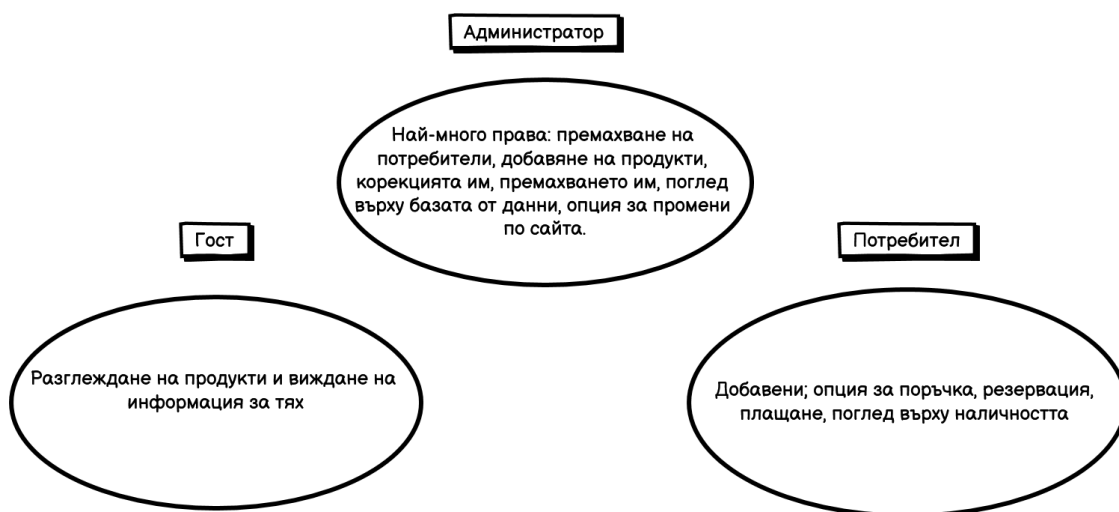 Администратор
Най-много права: премахване на
потребители, добавяне на продукти,
корекцията им, премахването им, поглед
върху базата от данни, опция за промени
по сайта.
Гост
Разглеждане на продукти и виждане на
информация за тях
Потребител
Добавени; опция за поръчка, резервация,
плащане, поглед върху наличността